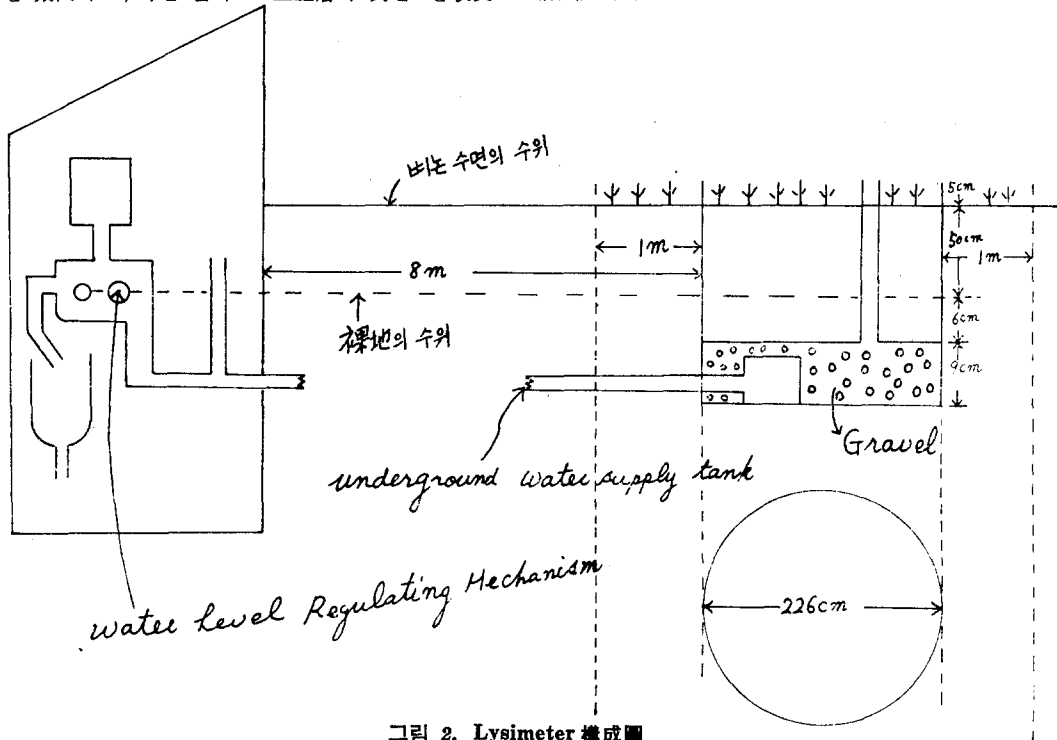 벼논 수면의 수위
5cm
50cm
1m
1m
8m
裸地의 수위
6cm
9cm
Gravel
underground water supply tank
Water Level Regulating Mechanism
226cm
그림 2. Lysimeter 構成圖